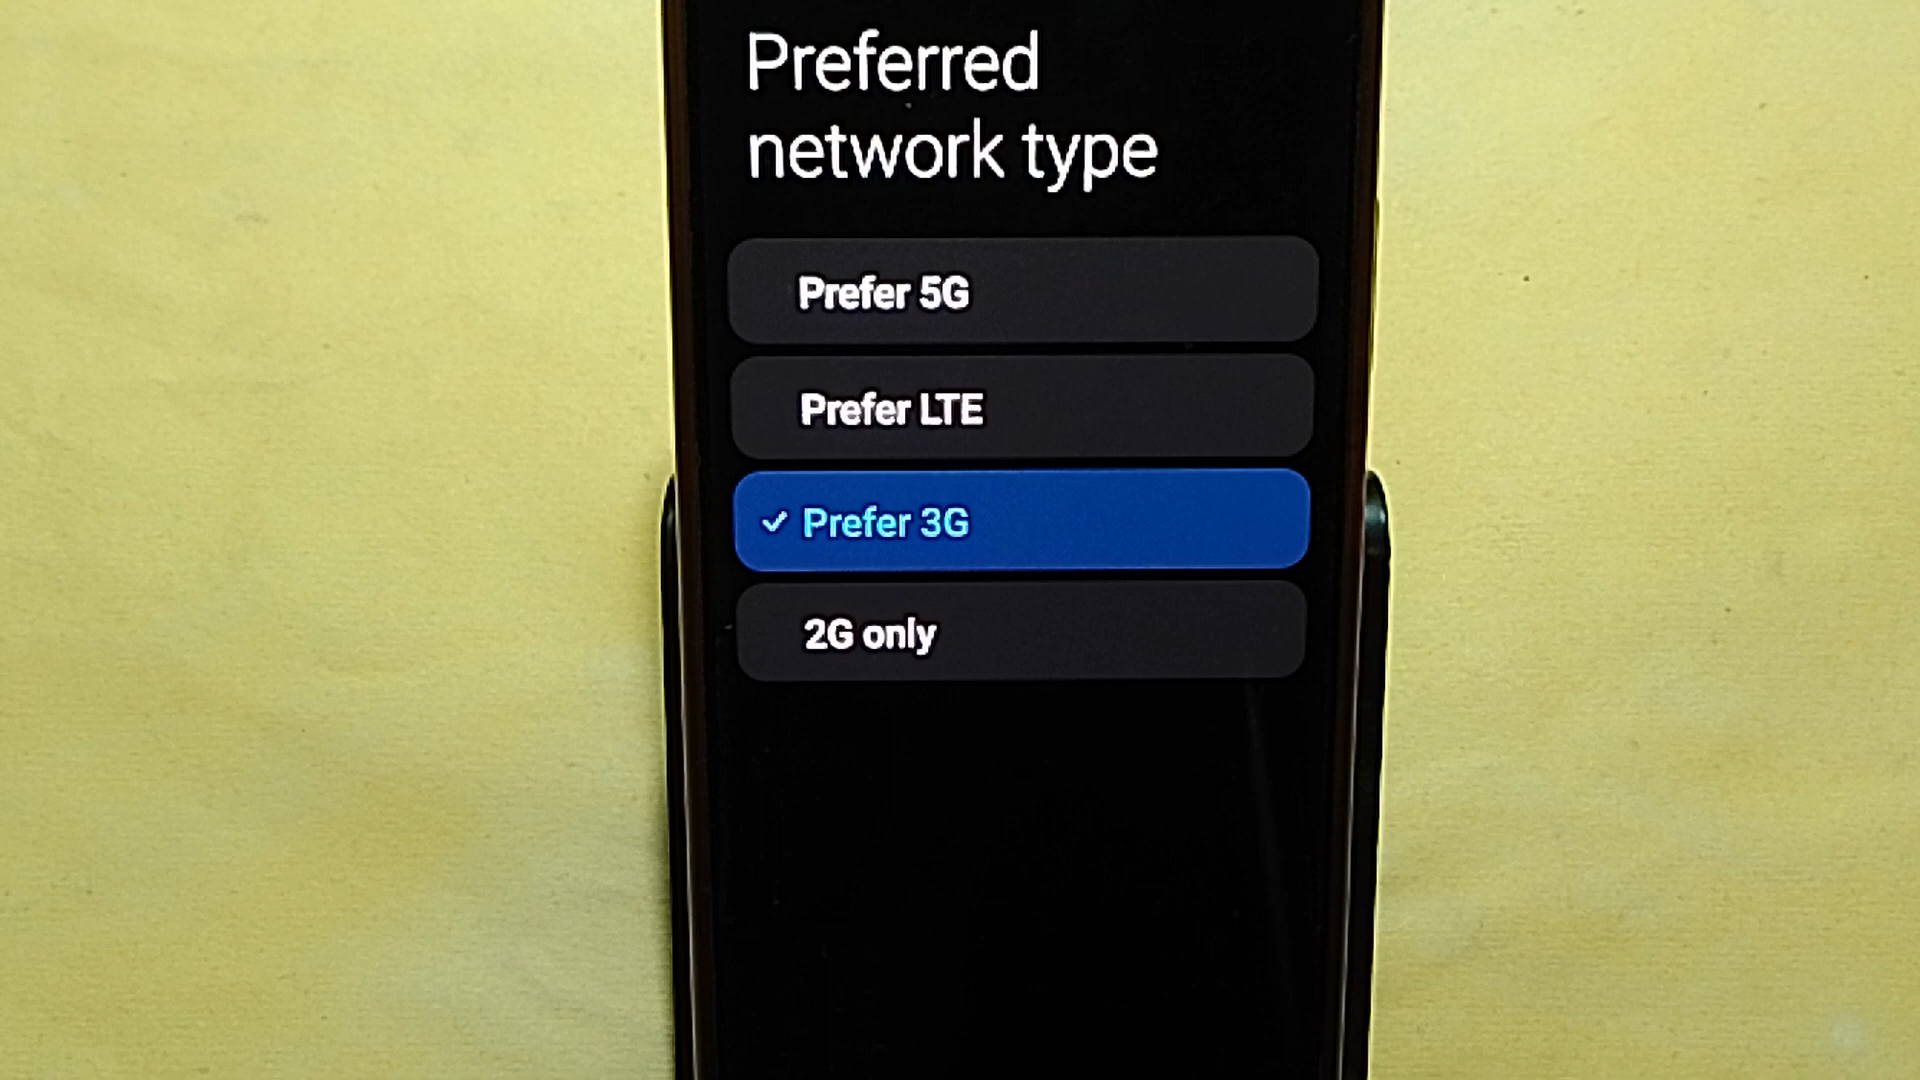 Preferred
network type
Prefer 5G
Prefer LTE
Prefer 3G
2G only